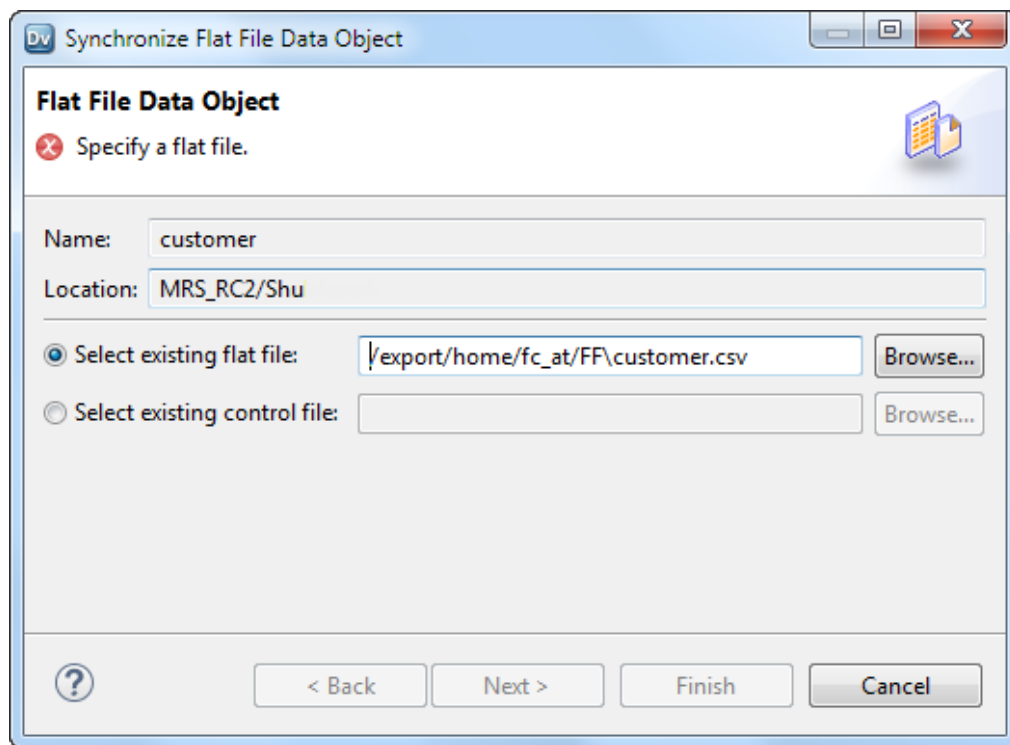 Dv Synchronize Flat File Data Object
Flat File Data Object
Specify a flat file.
Name: customer
Location: MRS_RC2/Shu
Select existing flat file: /export/home/fc_at/FF\customer.csv Browse...
Select existing control file: Browse...
? < Back Next > Finish Cancel